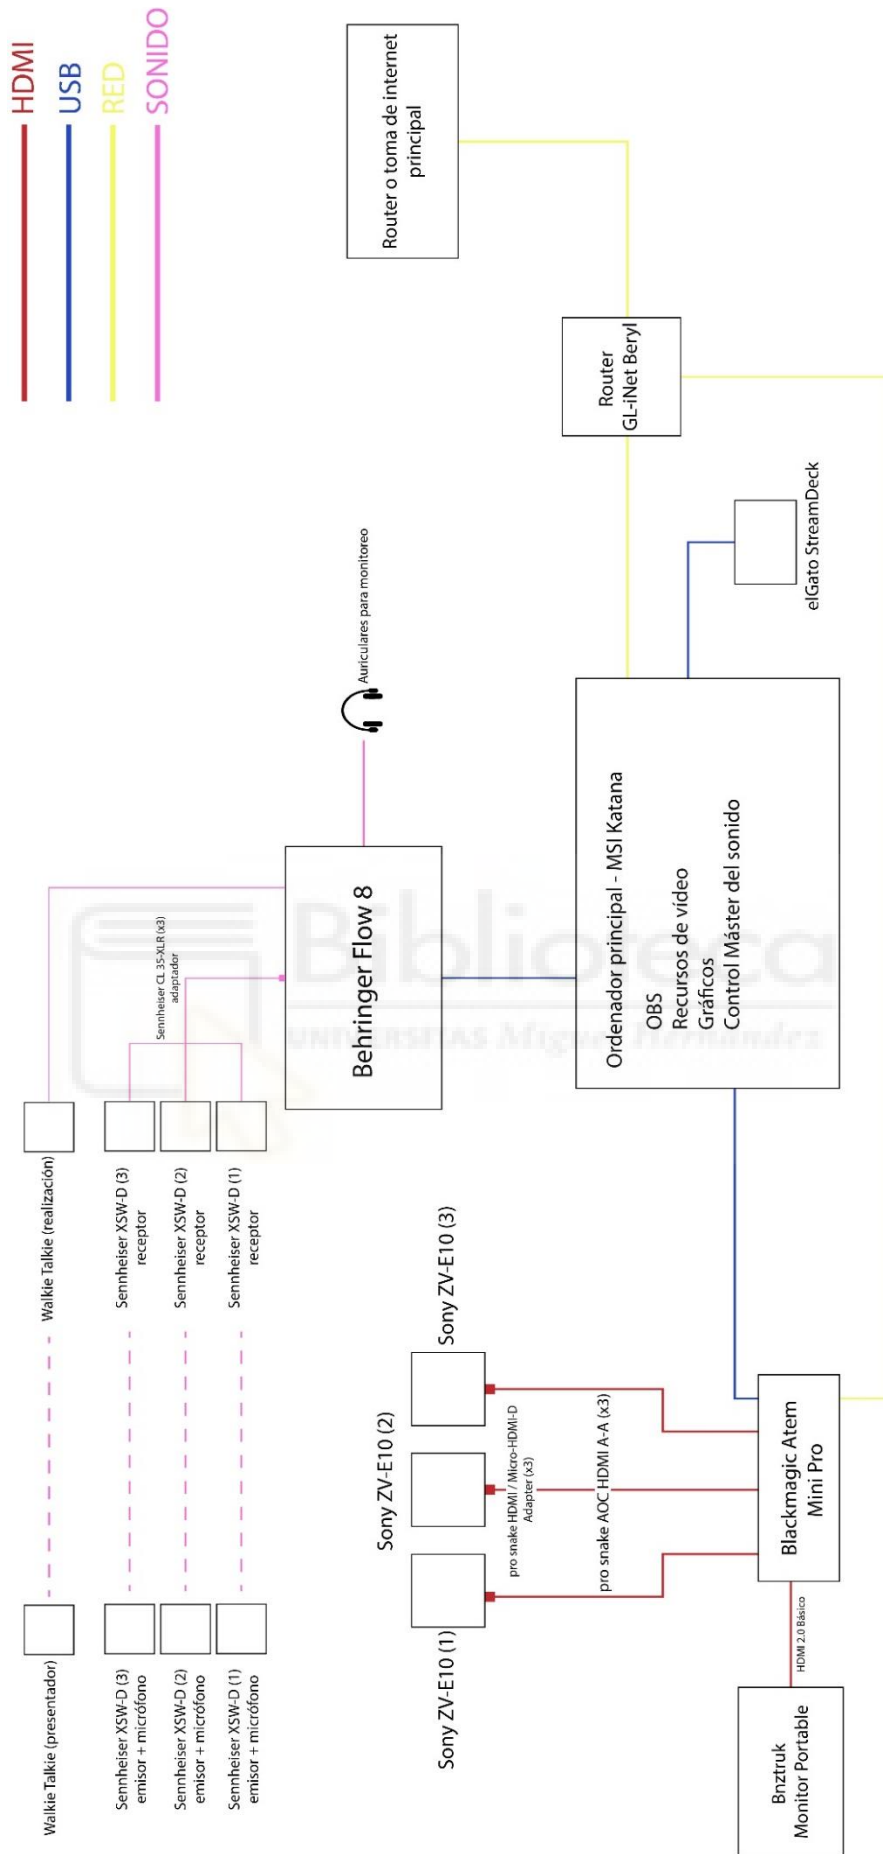 HDMI
USB
RED
SONIDO
Walkie Talkie (presentador)
Walkie Talkie (realización)
Sennheiser XSW-D (3)
emisor + micrófono
Sennheiser XSW-D (3)
receptor
Sennheiser XSW-D (2)
emisor + micrófono
Sennheiser XSW-D (2)
receptor
Sennheiser XSW-D (1)
emisor + micrófono
Sennheiser XSW-D (1)
receptor
Sennheiser CL 35-XLR (x3)
adaptador
Behringer Flow 8
Auriculares para monitoreo
Router o toma de internet
principal
Router
GL-iNet Beryl
Sony ZV-E10 (1)
Sony ZV-E10 (2)
Sony ZV-E10 (3)
pro snake HDMI / Micro-HDMI-D
Adapter (x3)
pro snake AOC HDMI A-A (x3)
Ordenador principal - MSI Katana
OBS
Recursos de vídeo
Gráficos
Control Máster del sonido
elGato StreamDeck
Bnztruk
Monitor Portable
HDMI 2.0 Básico
Blackmagic Atem
Mini Pro
Biblioteca
UNIVERSITAS Miguel Hernández